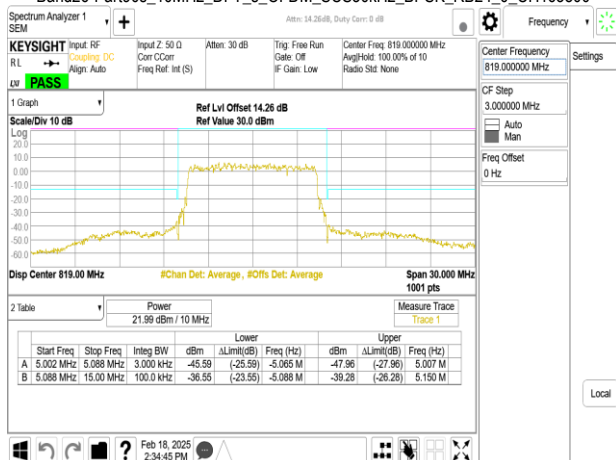 Spectrum Analyzer 1
SEM
Attn: 14.26dB, Duty Corr: 0 dB
Frequency
KEYSIGHT
RL
LXI
PASS
Input: RF
Coupling: DC
Align: Auto
Input Z: 50 Ω
Corr CCorr
Freq Ref: Int (S)
Atten: 30 dB
Trig: Free Run
Gate: Off
IF Gain: Low
Center Freq: 819.000000 MHz
Avg|Hold: 100.00% of 10
Radio Std: None
Center Frequency
819.000000 MHz
Settings
CF Step
3.000000 MHz
Auto
Man
Freq Offset
0 Hz
1 Graph
Scale/Div 10 dB
Ref Lvl Offset 14.26 dB
Ref Value 30.0 dBm
Log
20.0
10.0
0.00
-10.0
-20.0
-30.0
-40.0
-50.0
-60.0
Disp Center 819.00 MHz
#Chan Det: Average , #Offs Det: Average
Span 30.000 MHz
1001 pts
2 Table
Power
21.99 dBm / 10 MHz
Measure Trace
Trace 1
Lower Upper
Start Freq Stop Freq Integ BW dBm ΔLimit(dB) Freq (Hz) dBm ΔLimit(dB) Freq (Hz)
A 5.002 MHz 5.088 MHz 3.000 kHz -45.59 (-25.59) -5.065 M -47.96 (-27.96) 5.007 M
B 5.088 MHz 15.00 MHz 100.0 kHz -36.55 (-23.55) -5.088 M -39.28 (-26.28) 5.150 M
Local
Feb 18, 2025
2:34:45 PM